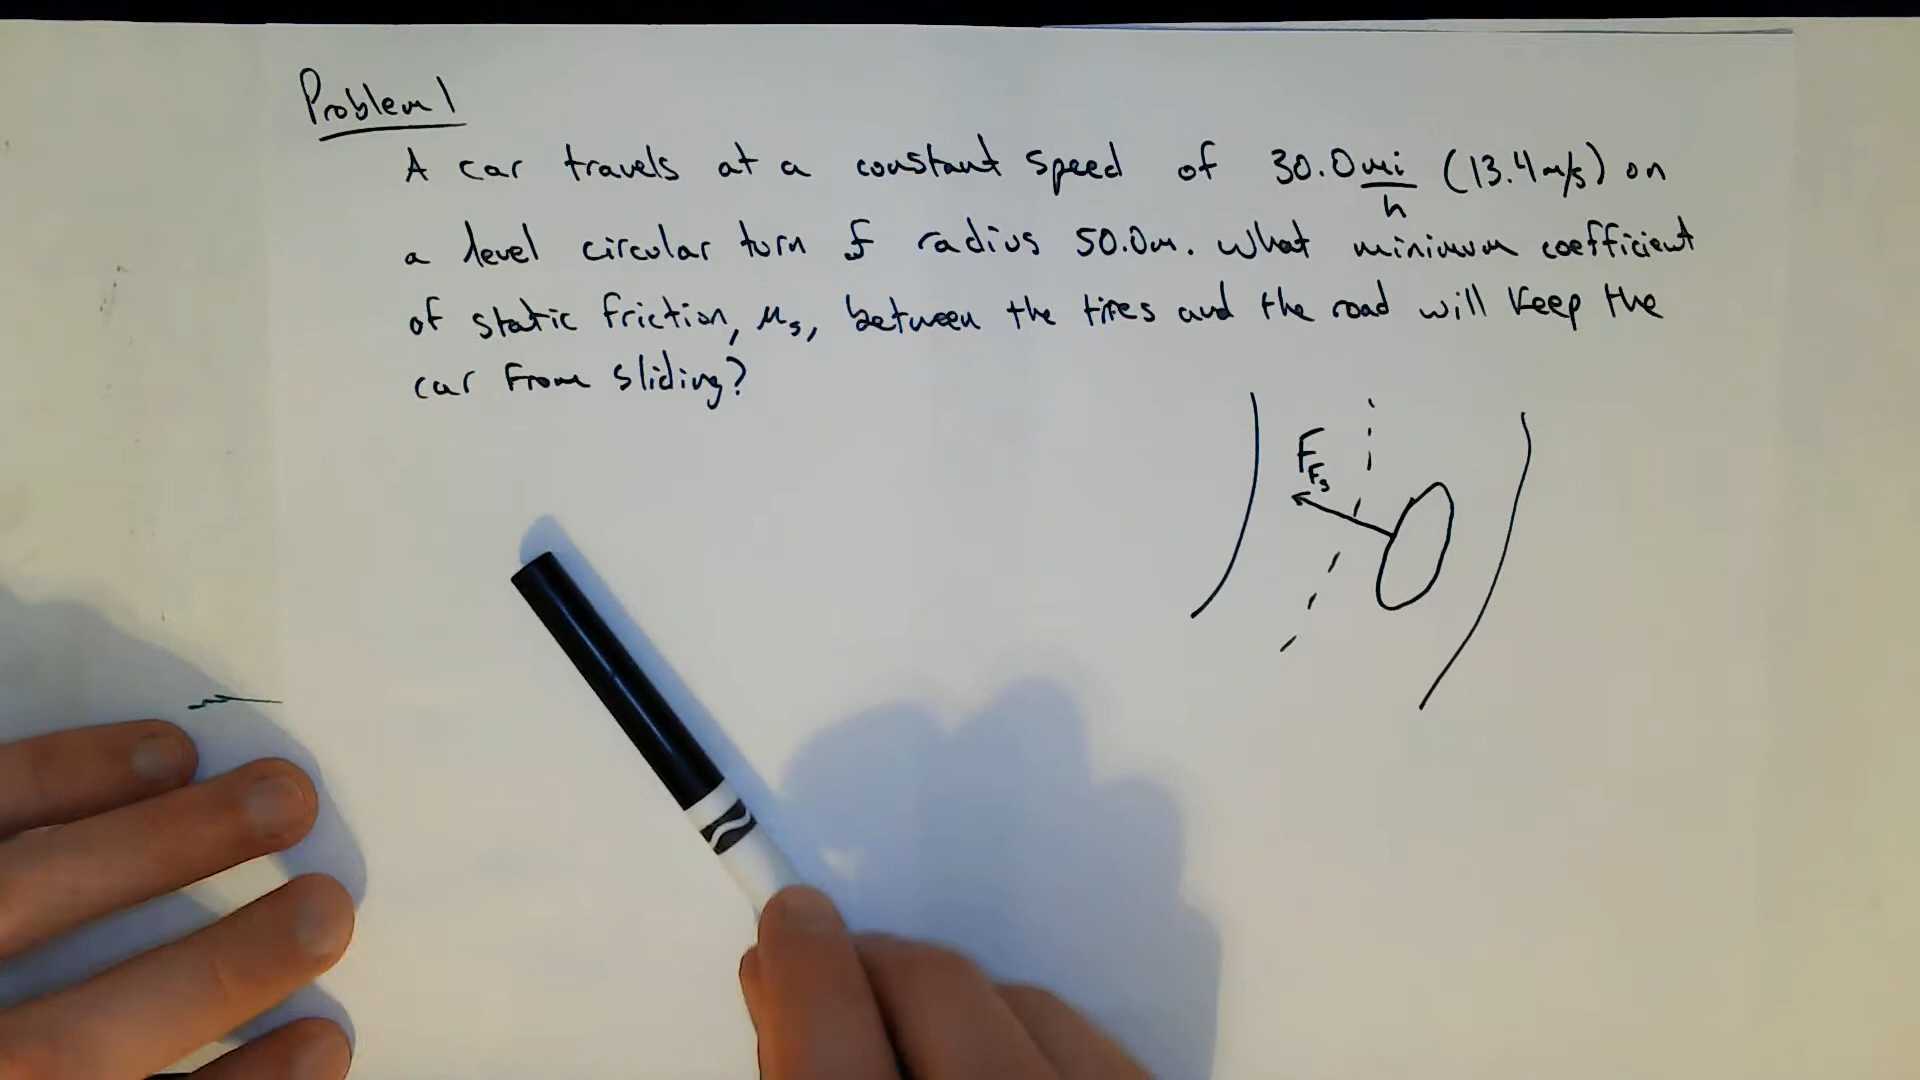 Problem 1
A car travels at a constant speed of 30.0 mi/h (13.4 m/s) on
a level circular turn of radius 50.0m. What minimum coefficient
of static friction, μs, between the tires and the road will keep the
car from sliding?
FFs